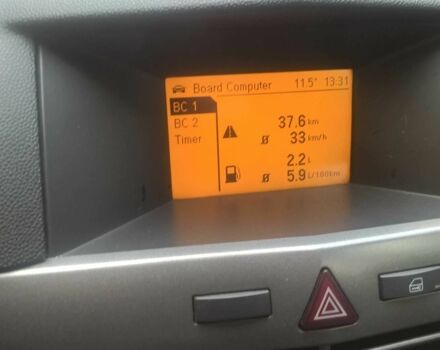 Board Computer 11.5° 13:31
BC 1
BC 2
Timer
37,6 km
ø 33 km/h
2.2 L
ø 5.9 L/100km